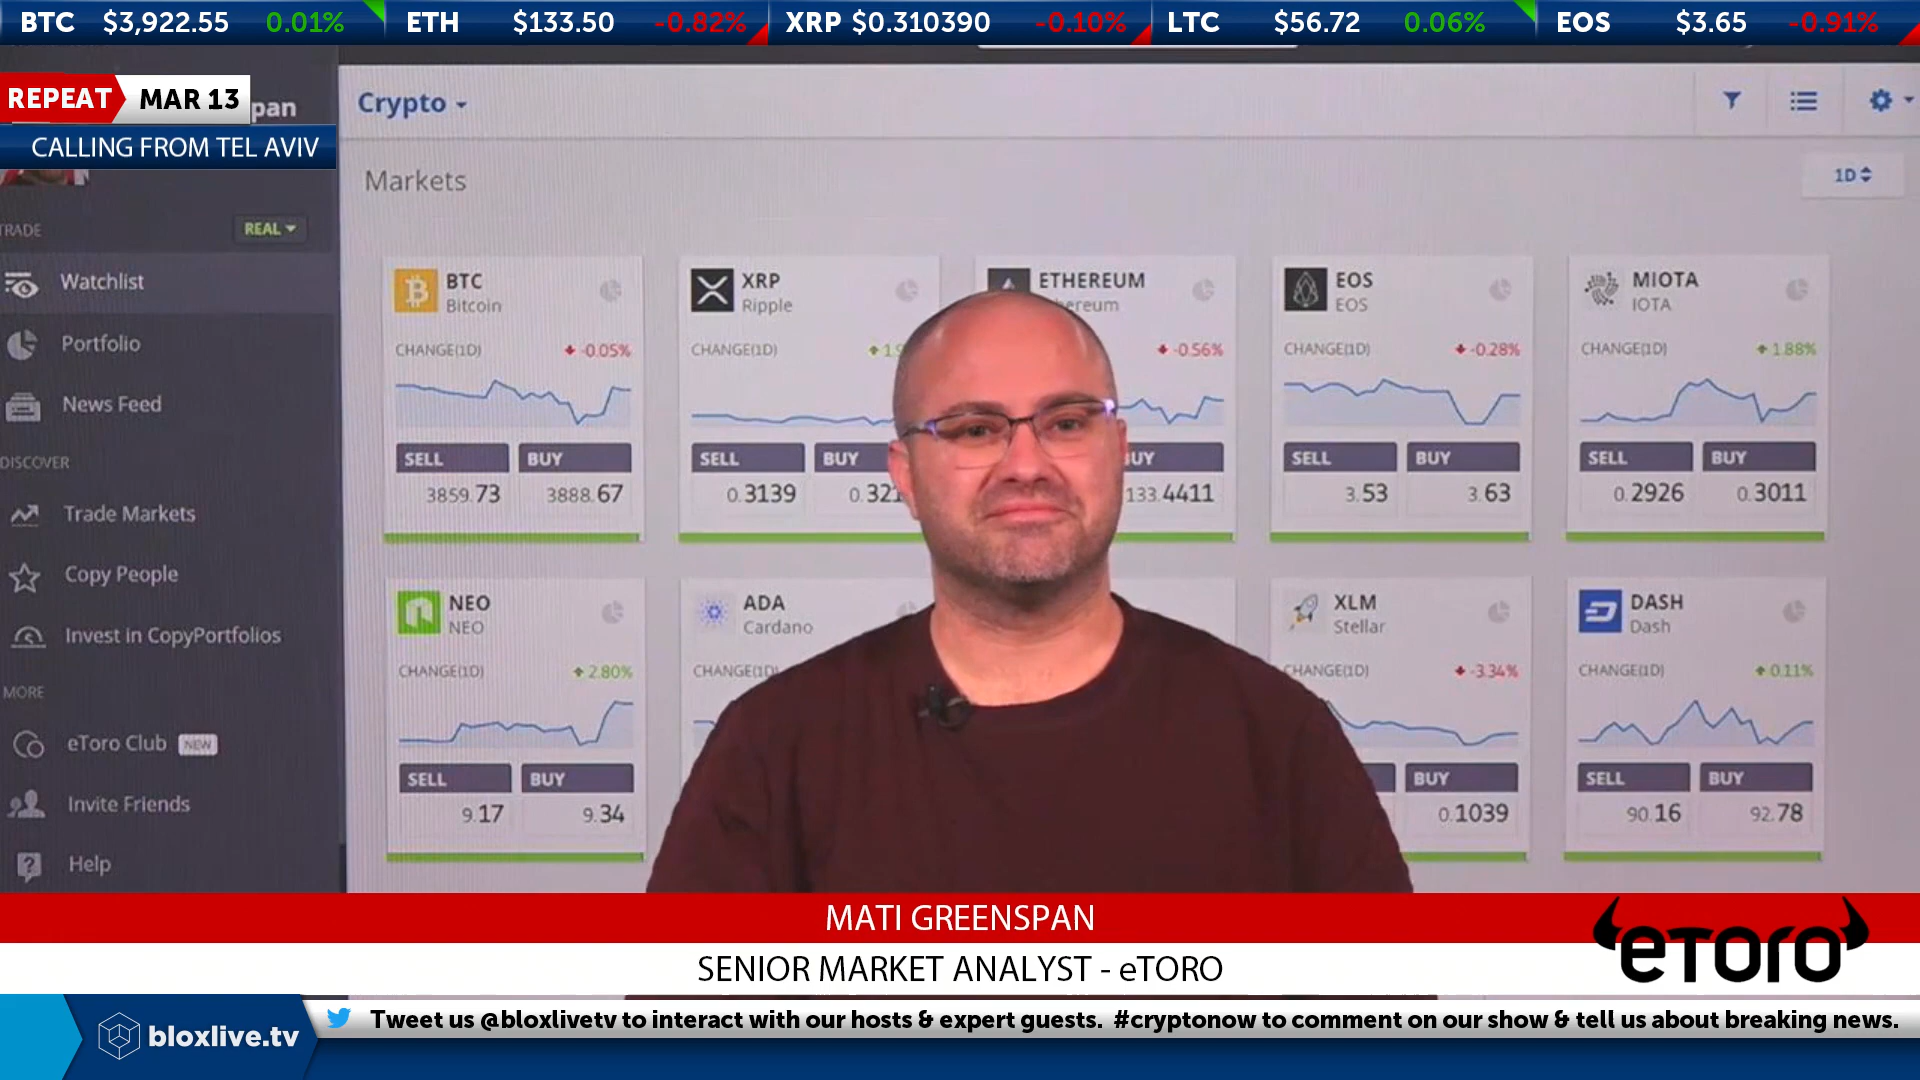 BTC $3,922.55 0.01% ETH $133.50 -0.82% XRP $0.310390 -0.10% LTC $56.72 0.06% EOS $3.65 -0.91%
REPEAT MAR 13
pan
CALLING FROM TEL AVIV
Crypto
Markets
1D
TRADE REAL
Watchlist
Portfolio
News Feed
DISCOVER
Trade Markets
Copy People
Invest in CopyPortfolios
MORE
eToro Club NEW
Invite Friends
Help
BTC
Bitcoin
CHANGE(1D) -0.05%
SELL BUY
3859.73 3888.67
XRP
Ripple
CHANGE(1D)
SELL BUY
0.3139
ETHEREUM
-0.56%
133.4411
EOS
EOS
CHANGE(1D) -0.28%
SELL BUY
3.53 3.63
MIOTA
IOTA
CHANGE(1D) 1.88%
SELL BUY
0.2926 0.3011
NEO
NEO
CHANGE(1D) 2.80%
SELL BUY
9.17 9.34
ADA
Cardano
CHANGE(1D)
XLM
Stellar
CHANGE(1D) -3.34%
BUY
0.1039
DASH
Dash
CHANGE(1D) 0.11%
SELL BUY
90.16 92.78
MATI GREENSPAN
SENIOR MARKET ANALYST - eTORO
eTORO
bloxlive.tv
Tweet us @bloxlivetv to interact with our hosts & expert guests. #cryptonow to comment on our show & tell us about breaking news.